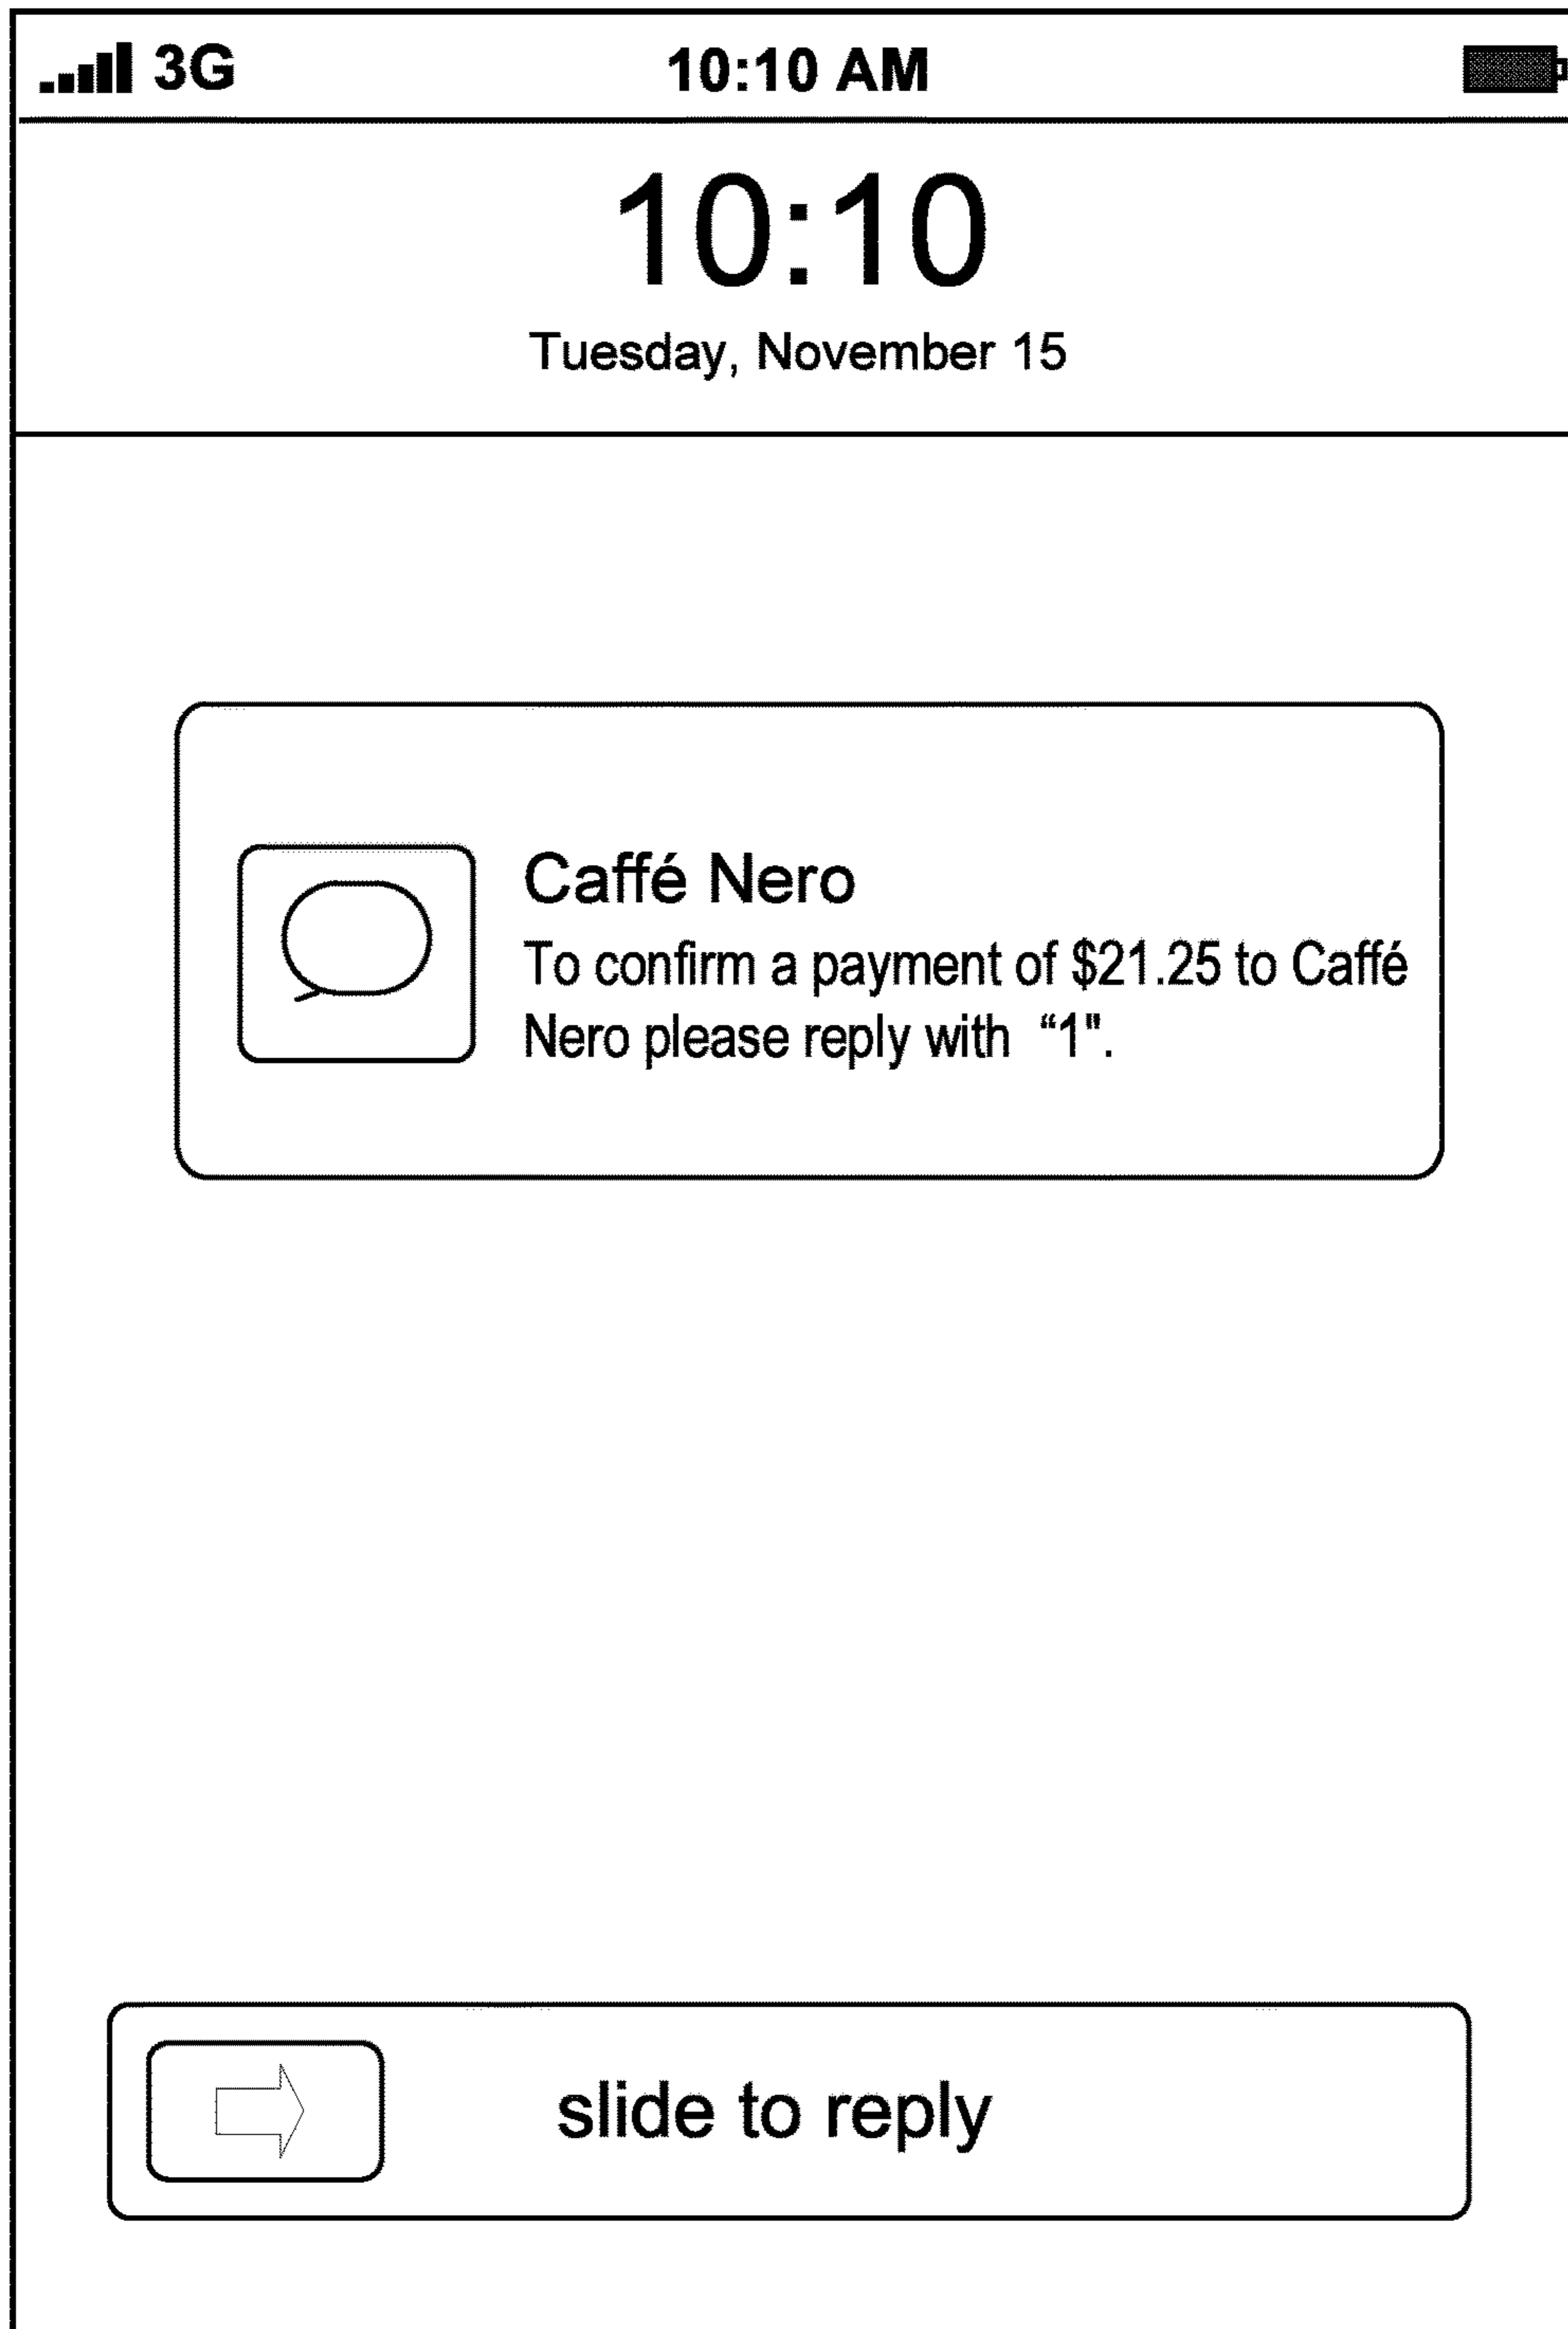 3G 10:10 AM
10:10
Tuesday, November 15
Caffé Nero
To confirm a payment of $21.25 to Caffé
Nero please reply with “1".
slide to reply